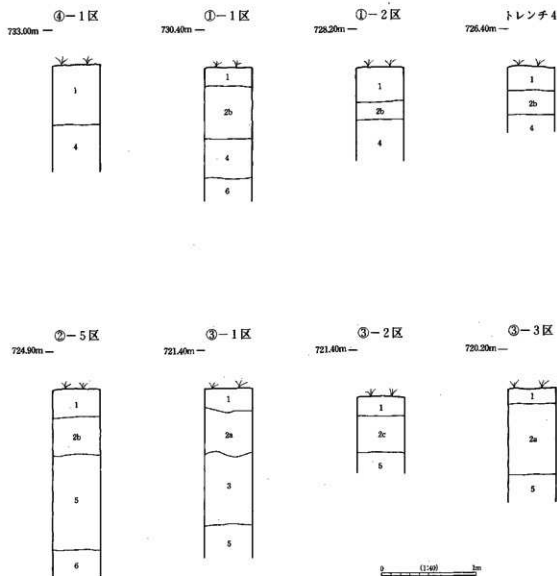 ④−1区
733.00m
1
4
①−1区
730.40m
1
2b
4
6
①−2区
728.20m
1
2b
4
トレンチ4
726.40m
1
2b
4
②−5区
724.90m
1
2b
5
6
③−1区
721.40m
1
2a
3
5
③−2区
721.40m
1
2c
5
③−3区
720.20m
1
2a
5
0 (1:40) 2m